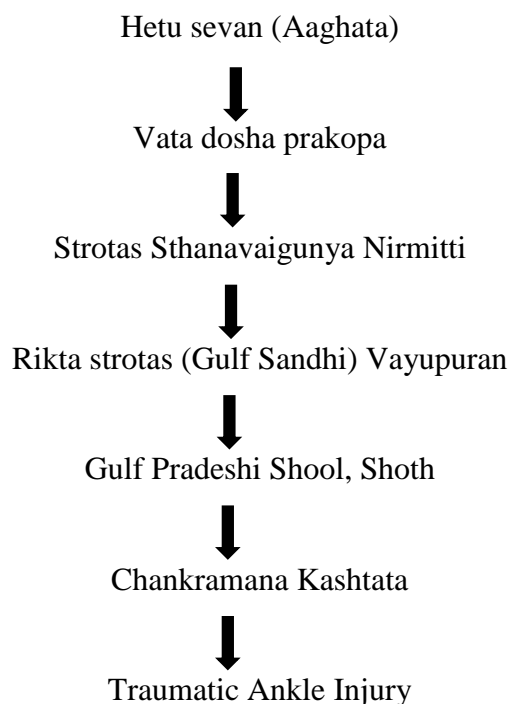 Hetu sevan (Aaghata)
Vata dosha prakopa
Strotas Sthanavaigunya Nirmitti
Rikta strotas (Gulf Sandhi) Vayupuran
Gulf Pradeshi Shool, Shoth
Chankramana Kashtata
Traumatic Ankle Injury